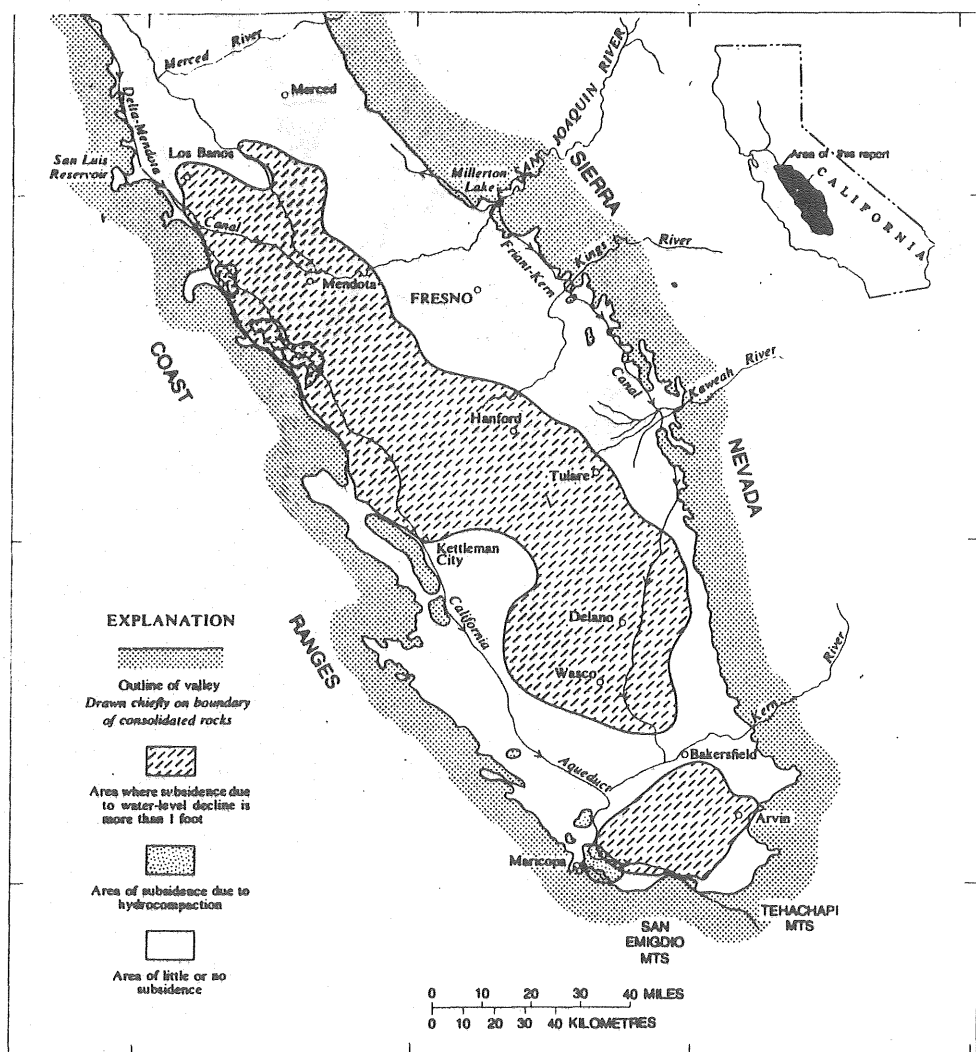 Merced River
Merced
Delta-Mendota
San Luis
Reservoir
Los Banos
Canal
Mendota
FRESNO
Millerton
Lake
SAN JOAQUIN RIVER
SIERRA
Friant-Kern
Kings River
Canal
Kaweah River
NEVADA
Area of this report
CALIFORNIA
COAST
Hanford
Tulare
Kettleman
City
California
RANGES
Delano
Wasco
Kern River
Aqueduct
Bakersfield
Arvin
Maricopa
SAN
EMIGDIO
MTS
TEHACHAPI
MTS
EXPLANATION
Outline of valley
Drawn chiefly on boundary
of consolidated rocks
Area where subsidence due
to water-level decline is
more than 1 foot
Area of subsidence due to
hydrocompaction
Area of little or no
subsidence
0 10 20 30 40 MILES
0 10 20 30 40 KILOMETRES